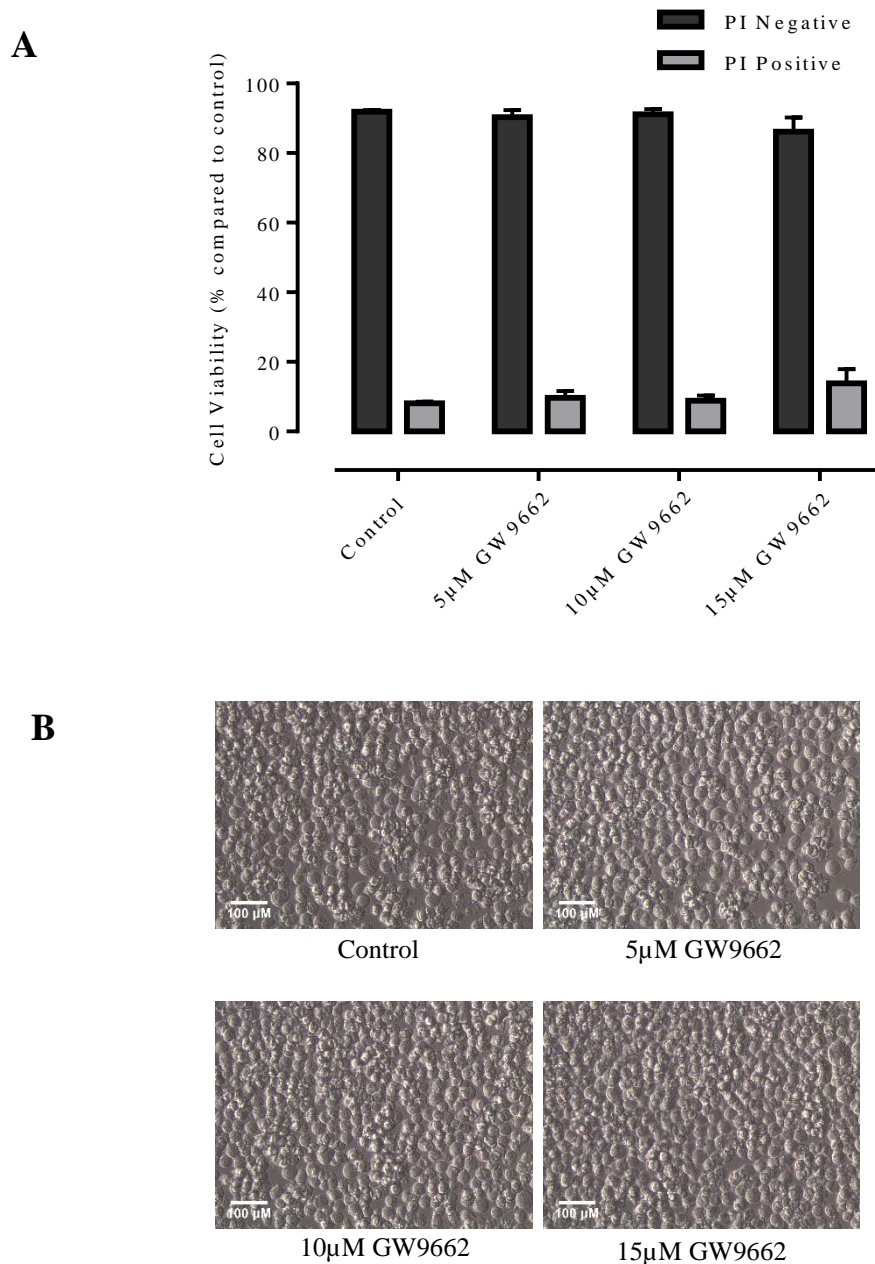 A
PI Negative
PI Positive
Cell Viability (% compared to control)
100
80
60
40
20
0
Control
5µM GW9662
10µM GW9662
15µM GW9662
B
100 µM
100 µM
Control
5µM GW9662
100 µM
100 µM
10µM GW9662
15µM GW9662